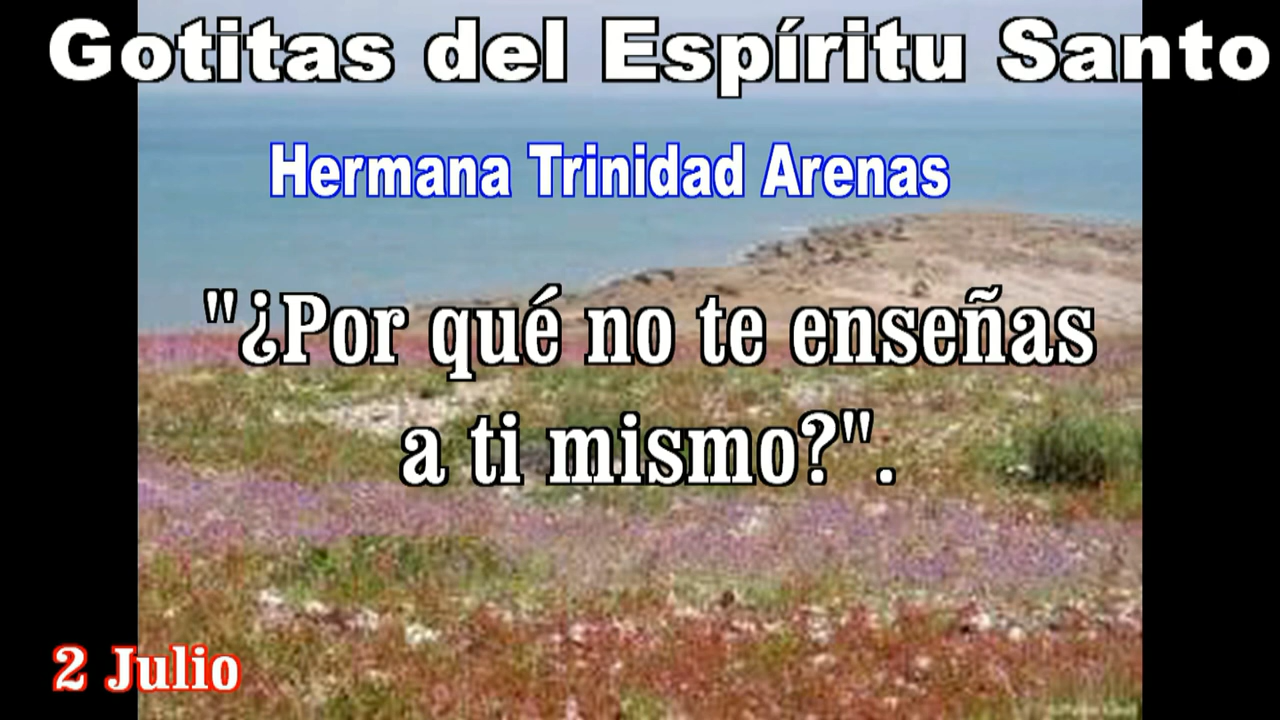 Gotitas del Espíritu Santo
Hermana Trinidad Arenas
"¿Por qué no te enseñas
a ti mismo?".
2 Julio